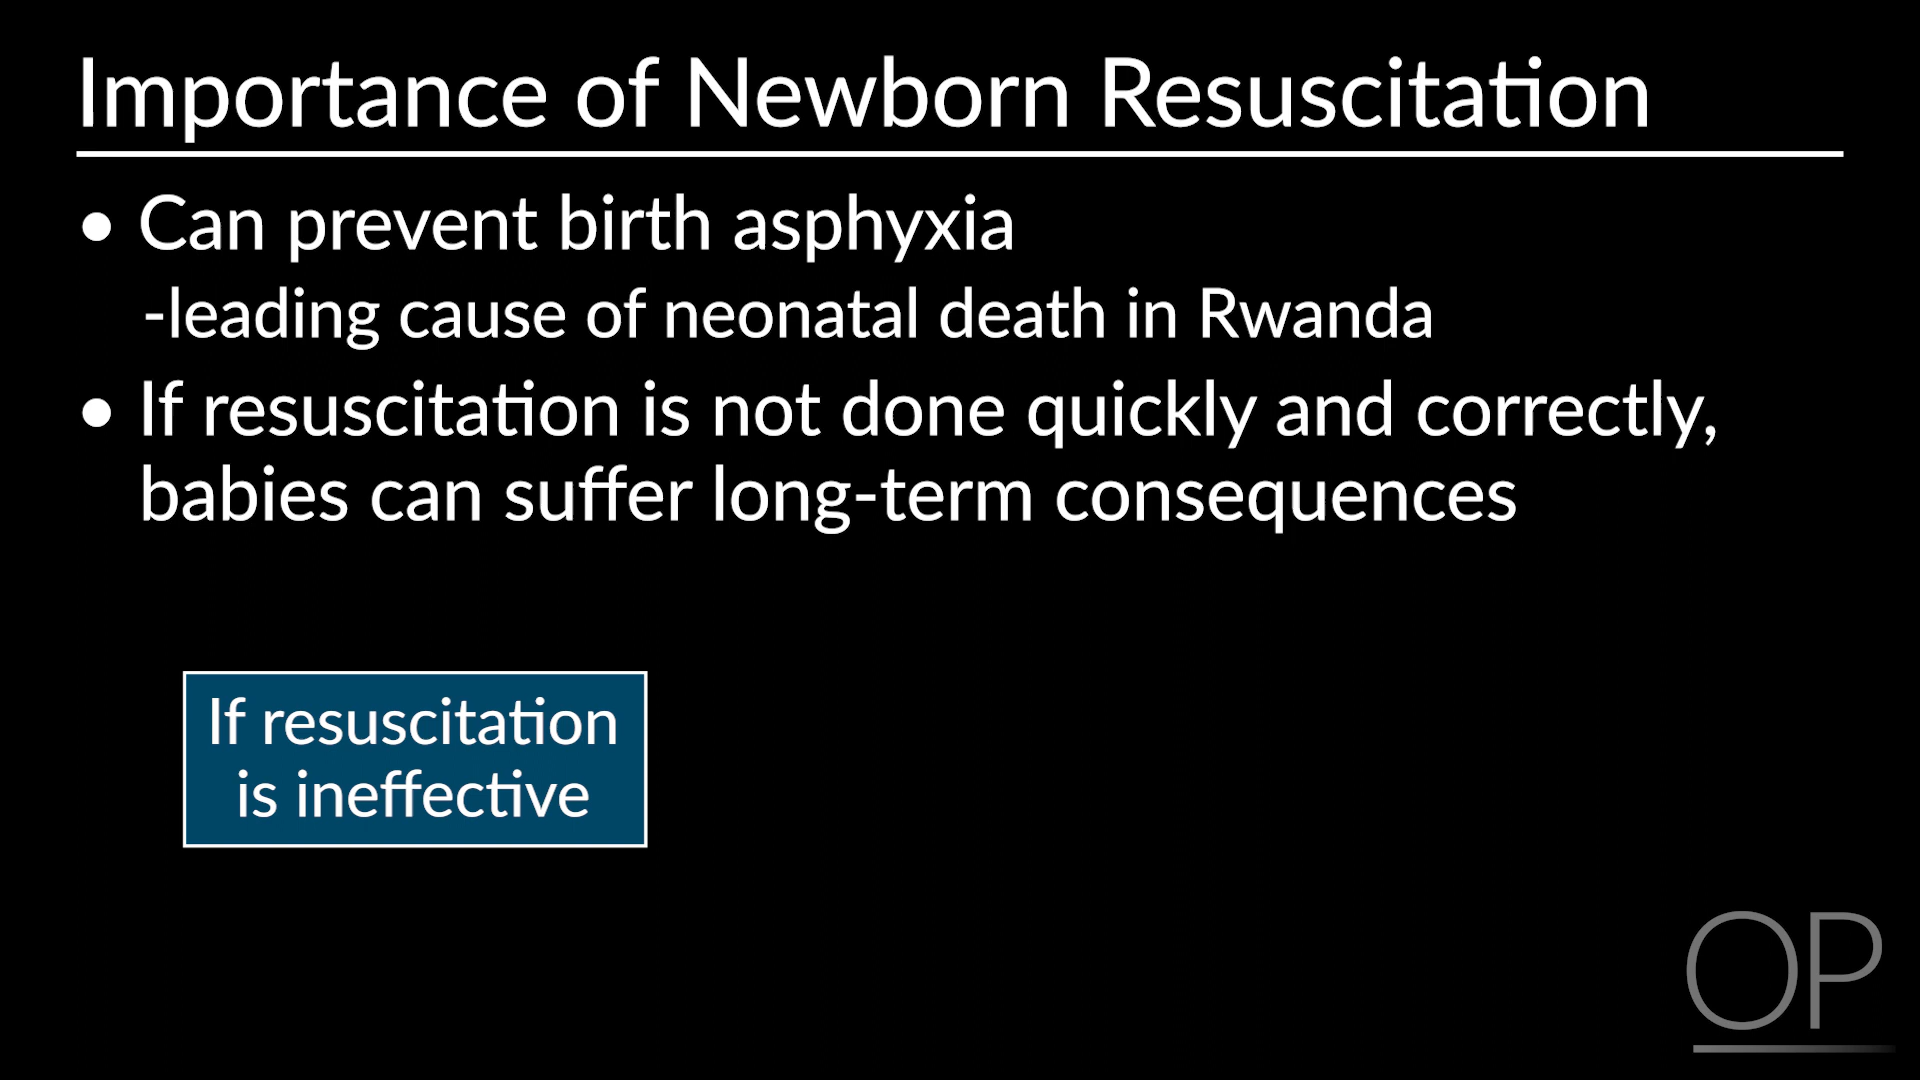 Importance of Newborn Resuscitation
• Can prevent birth asphyxia
-leading cause of neonatal death in Rwanda
• If resuscitation is not done quickly and correctly,
babies can suffer long-term consequences
If resuscitation
is ineffective
OP